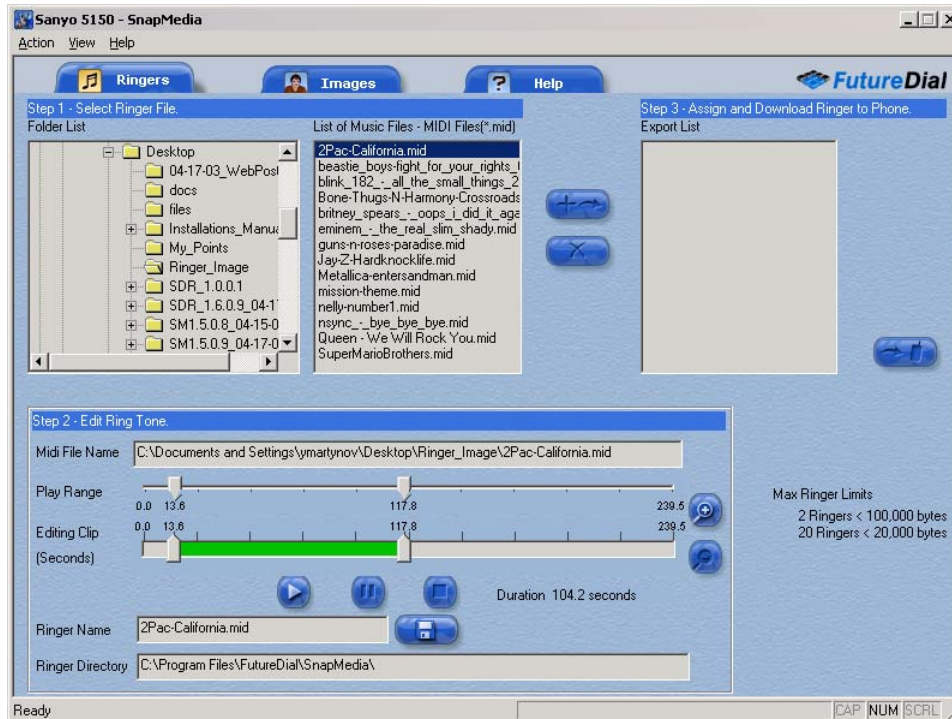 Sanyo 5150 - SnapMedia
Action View Help
Ringers
Images
? Help
FutureDial
Step 1 - Select Ringer File.
Folder List
Desktop
04-17-03_WebPost
docs
files
Installations_Manua
My_Points
Ringer_Image
SDR_1.0.0.1
SDR_1.6.0.9_04-1
SM1.5.0.8_04-15-0
SM1.5.0.9_04-17-0
List of Music Files - MIDI Files(*.mid)
2Pac-California.mid
beastie_boys-fight_for_your_rights_
blink_182_-_all_the_small_things_2
Bone-Thugs-N-Harmony-Crossroads
britney_spears_-_oops_i_did_it_aga
eminem_-_the_real_slim_shady.mid
guns-n-roses-paradise.mid
Jay-Z-Hardknocklife.mid
Metallica-entersandman.mid
mission-theme.mid
nelly-number1.mid
nsync_-_bye_bye_bye.mid
Queen - We Will Rock You.mid
SuperMarioBrothers.mid
Step 3 - Assign and Download Ringer to Phone.
Export List
Step 2 - Edit Ring Tone.
Midi File Name C:\Documents and Settings\ymartynov\Desktop\Ringer_Image\2Pac-California.mid
Play Range
0.0 13.6 117.8 239.5
Editing Clip
(Seconds)
0.0 13.6 117.8 239.5
Duration 104.2 seconds
Ringer Name 2Pac-California.mid
Ringer Directory C:\Program Files\FutureDial\SnapMedia\
Max Ringer Limits
2 Ringers < 100,000 bytes
20 Ringers < 20,000 bytes
Ready
CAP NUM SCRL